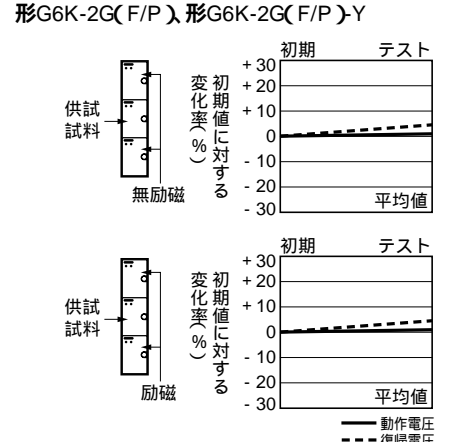 形G6K-2G(F/P)、形G6K-2G(F/P)-Y
供試
試料
無励磁
初期値に対する
変化率(%)
初期 テスト
+30
+20
+10
0
-10
-20
-30
平均値
供試
試料
励磁
初期値に対する
変化率(%)
初期 テスト
+30
+20
+10
0
-10
-20
-30
平均値
動作電圧
復帰電圧